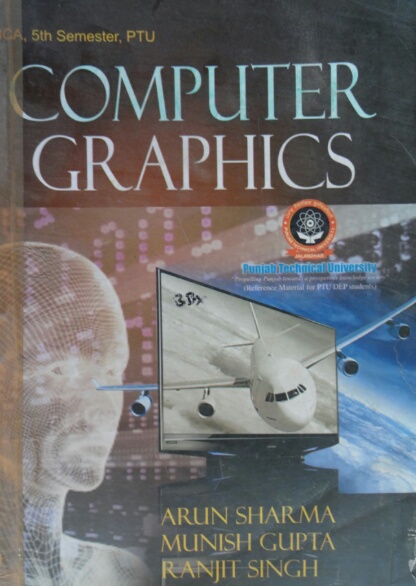 BCA, 5th Semester, PTU
COMPUTER
GRAPHICS
Punjab Technical University
(Reference Material for PTU DEP students)
ARUN SHARMA
MUNISH GUPTA
RANJIT SINGH